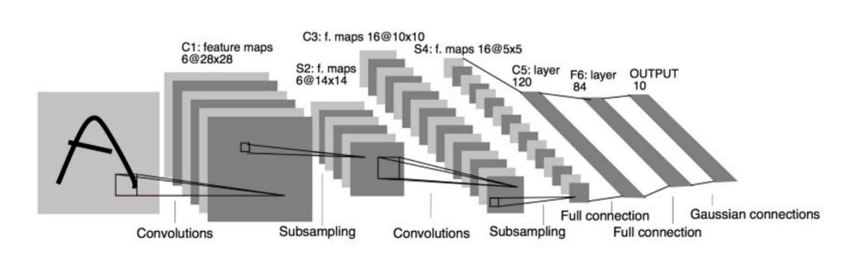 C1: feature maps
6@28x28
S2: f. maps
6@14x14
C3: f. maps 16@10x10
S4: f. maps 16@5x5
C5: layer
120
F6: layer
84
OUTPUT
10
A
Convolutions
Subsampling
Convolutions
Subsampling
Full connection
Full connection
Gaussian connections